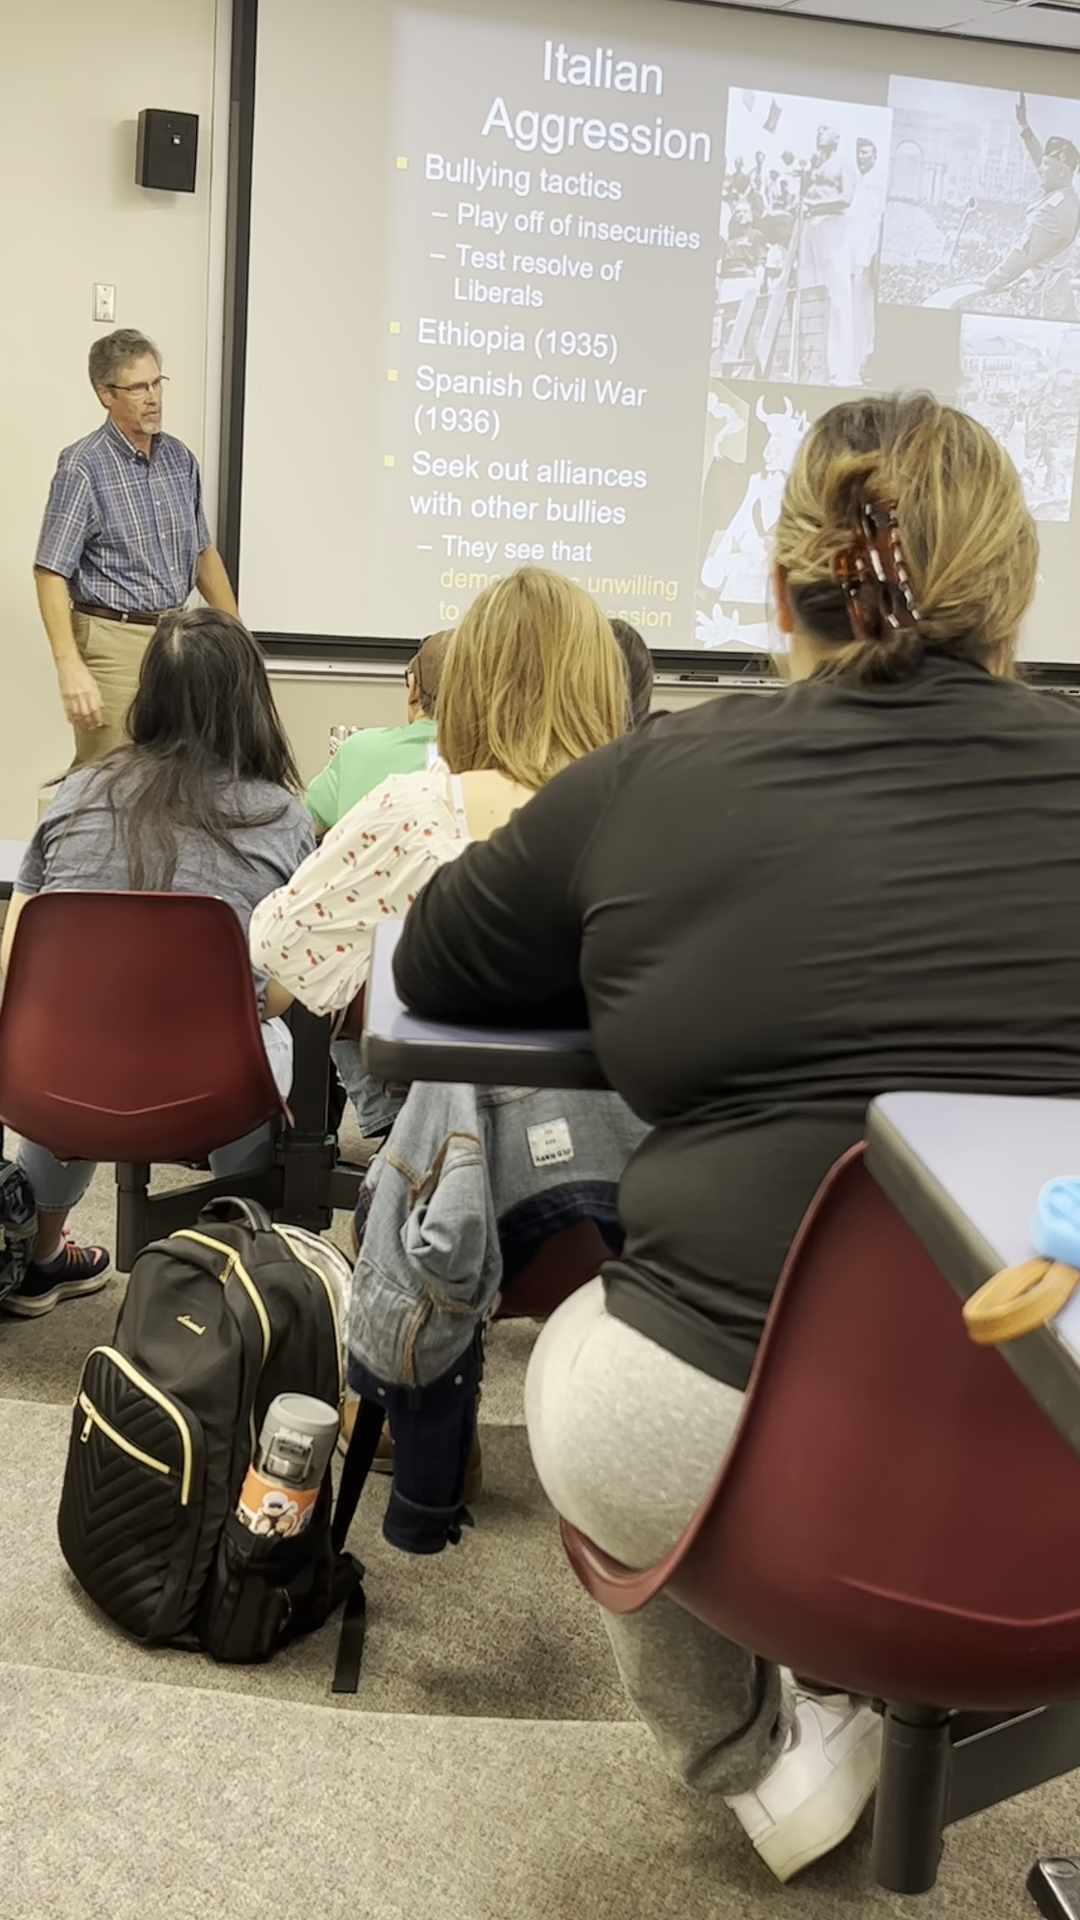 Italian
Aggression
Bullying tactics
– Play off of insecurities
– Test resolve of
Liberals
Ethiopia (1935)
Spanish Civil War
(1936)
Seek out alliances
with other bullies
– They see that
unwilling
to